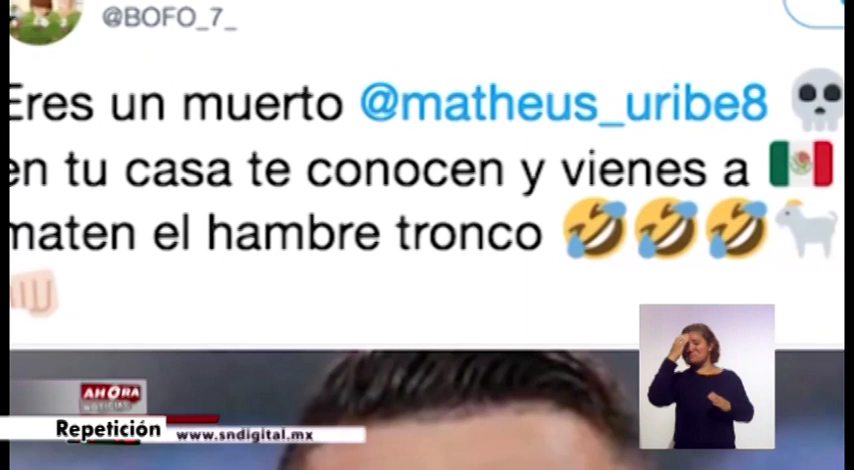 @BOFO_7_
Eres un muerto @matheus_uribe8
en tu casa te conocen y vienes a
maten el hambre tronco
AHORA
NOTICIAS
Repetición
www.sndigital.mx